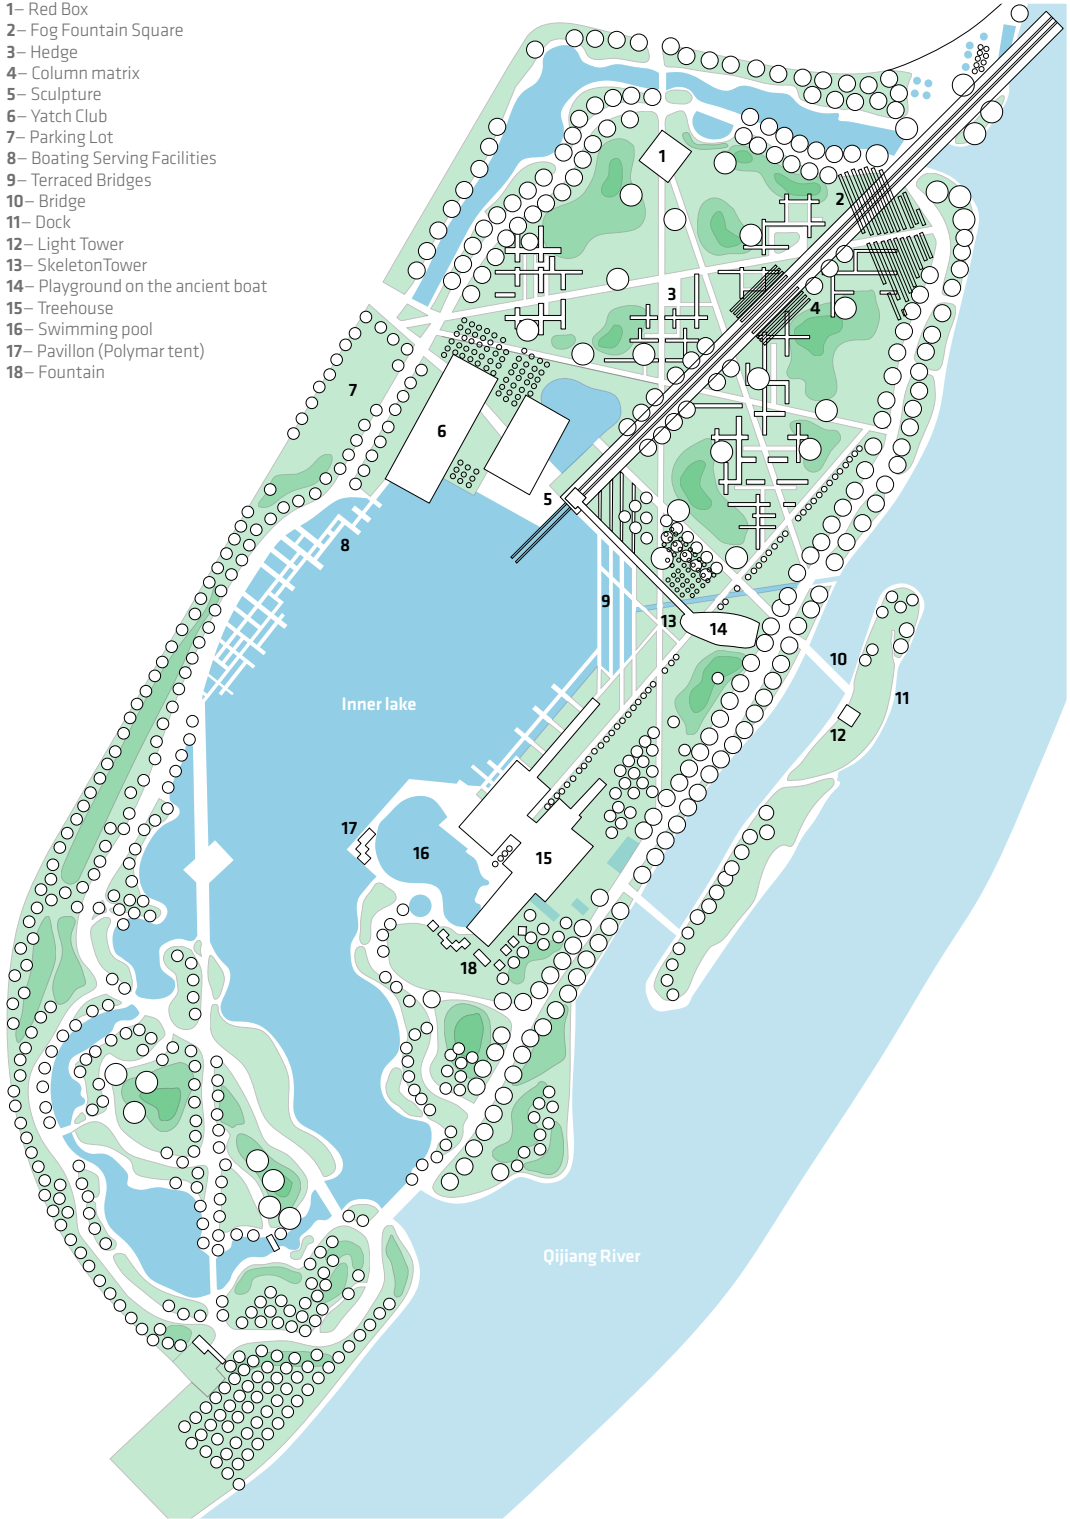 1– Red Box
2– Fog Fountain Square
3– Hedge
4– Column matrix
5– Sculpture
6– Yatch Club
7– Parking Lot
8– Boating Serving Facilities
9– Terraced Bridges
10– Bridge
11– Dock
12– Light Tower
13– SkeletonTower
14– Playground on the ancient boat
15– Treehouse
16– Swimming pool
17– Pavillon (Polymar tent)
18– Fountain
1
2
3
4
7
6
5
8
9
13
14
10
11
12
Inner lake
17
16
15
18
Qijiang River